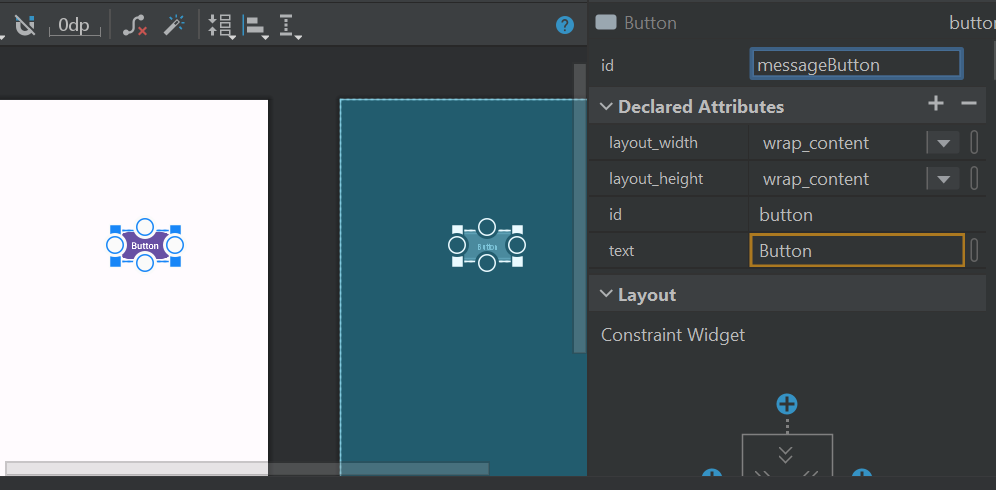 0dp
?
Button
button
id
messageButton
Declared Attributes
layout_width
wrap_content
layout_height
wrap_content
id
button
text
Button
Layout
Constraint Widget
Button
Button